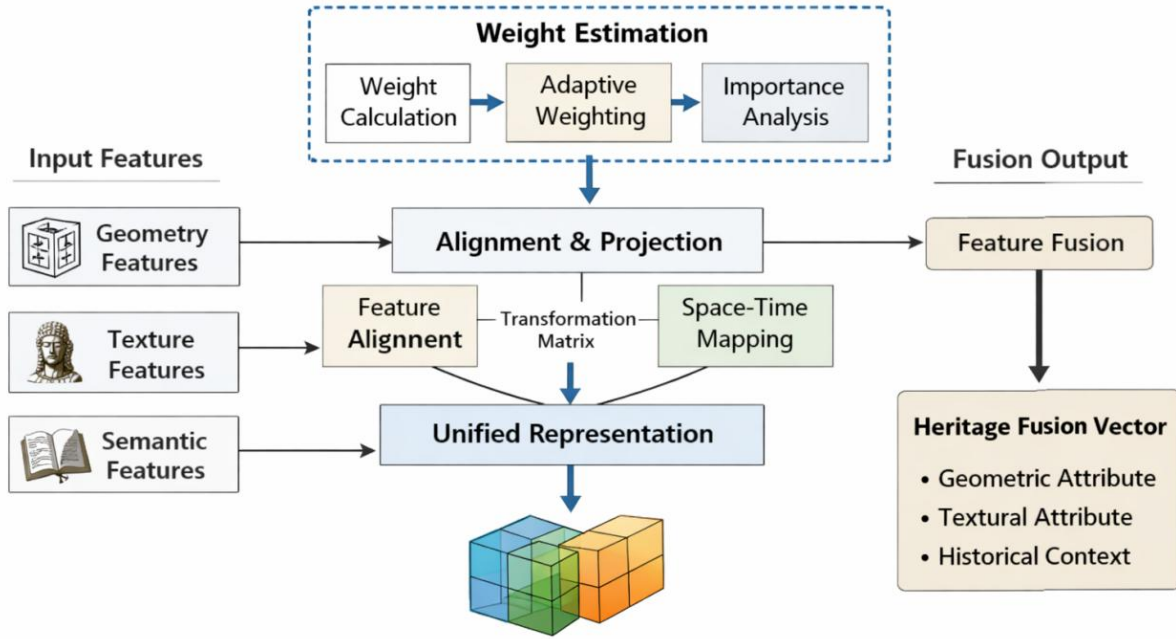 Weight Estimation
Weight
Calculation
Adaptive
Weighting
Importance
Analysis
Input Features
Geometry
Features
Texture
Features
Semantic
Features
Alignment & Projection
Feature
Alignment
Transformation
Matrix
Space-Time
Mapping
Unified Representation
Fusion Output
Feature Fusion
Heritage Fusion Vector
• Geometric Attribute
• Textural Attribute
• Historical Context